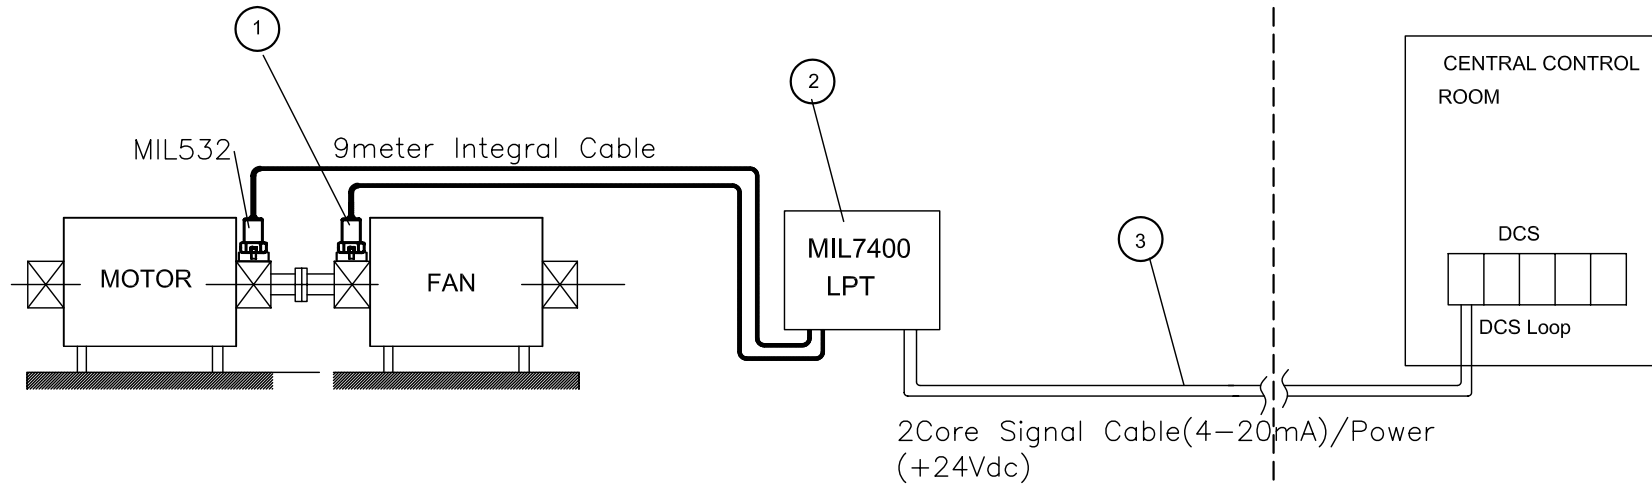 1
2
CENTRAL CONTROL
ROOM
MIL532
9meter Integral Cable
3
MOTOR
FAN
MIL7400
LPT
DCS
DCS Loop
2Core Signal Cable(4-20mA)/Power
(+24Vdc)